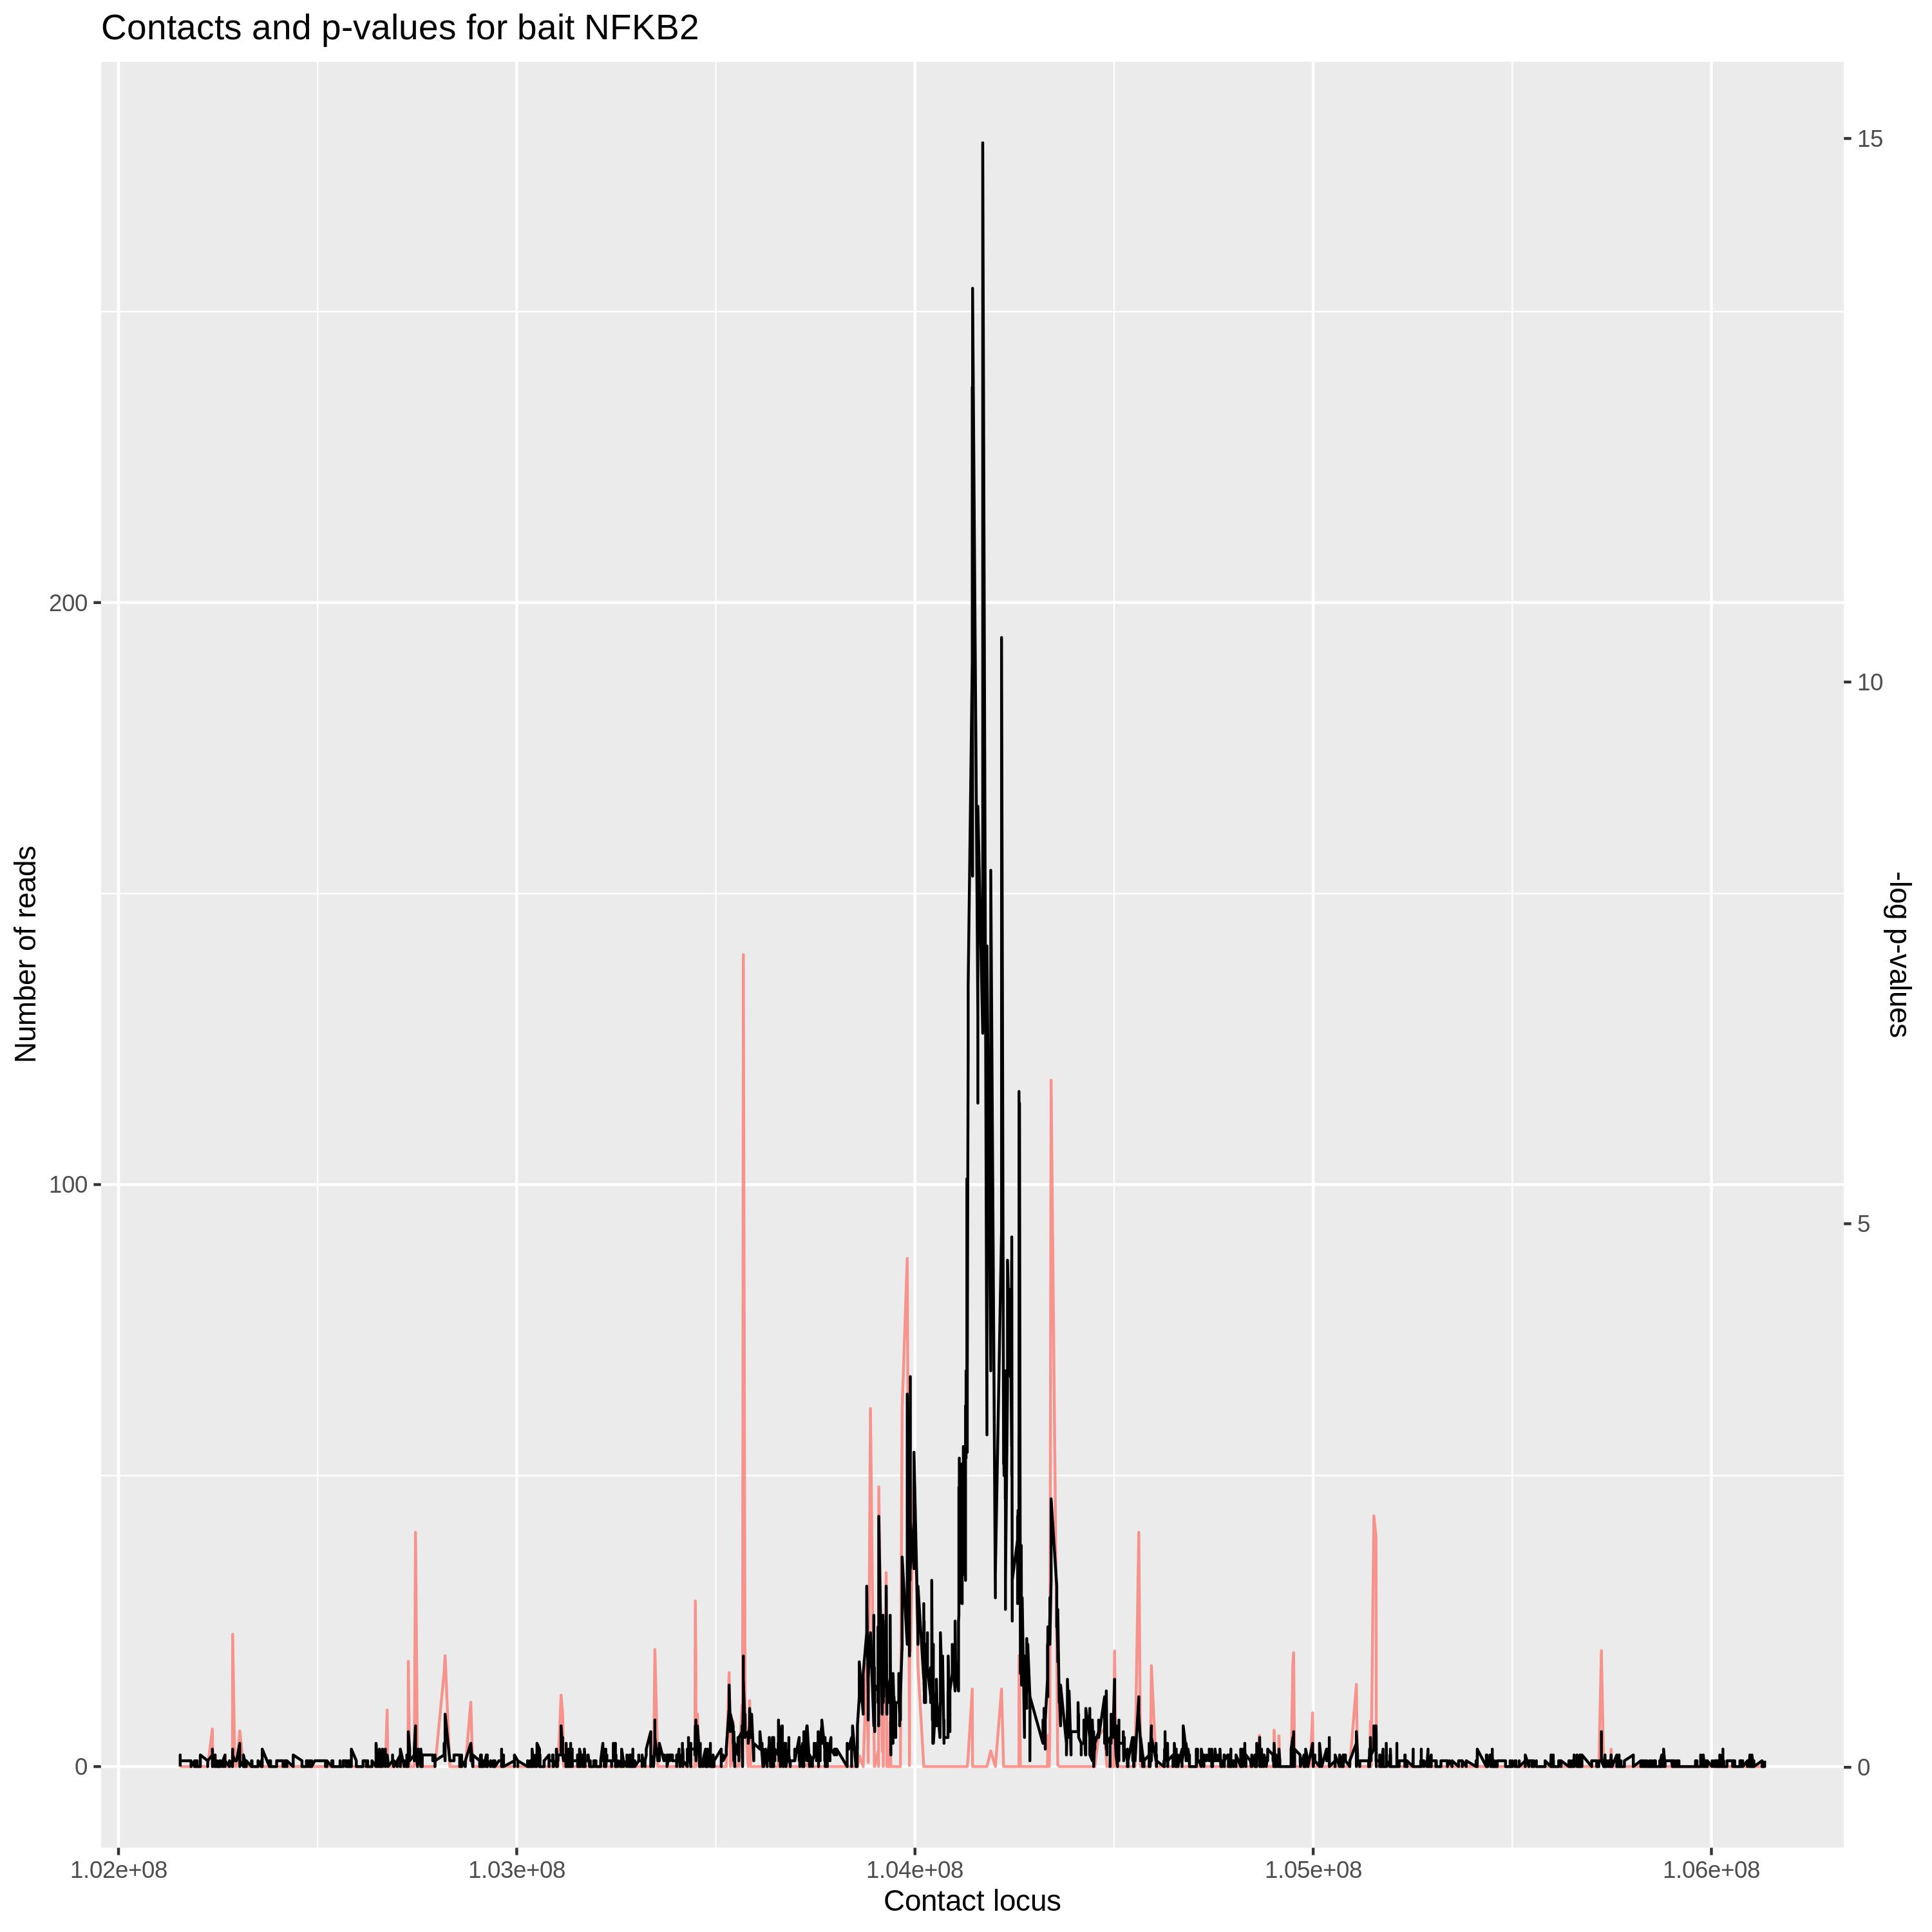 Contacts and p-values for bait NFKB2
Number of reads
200
100
0
15
10
5
0
-log p-values
1.02e+08
1.03e+08
1.04e+08
1.05e+08
1.06e+08
Contact locus